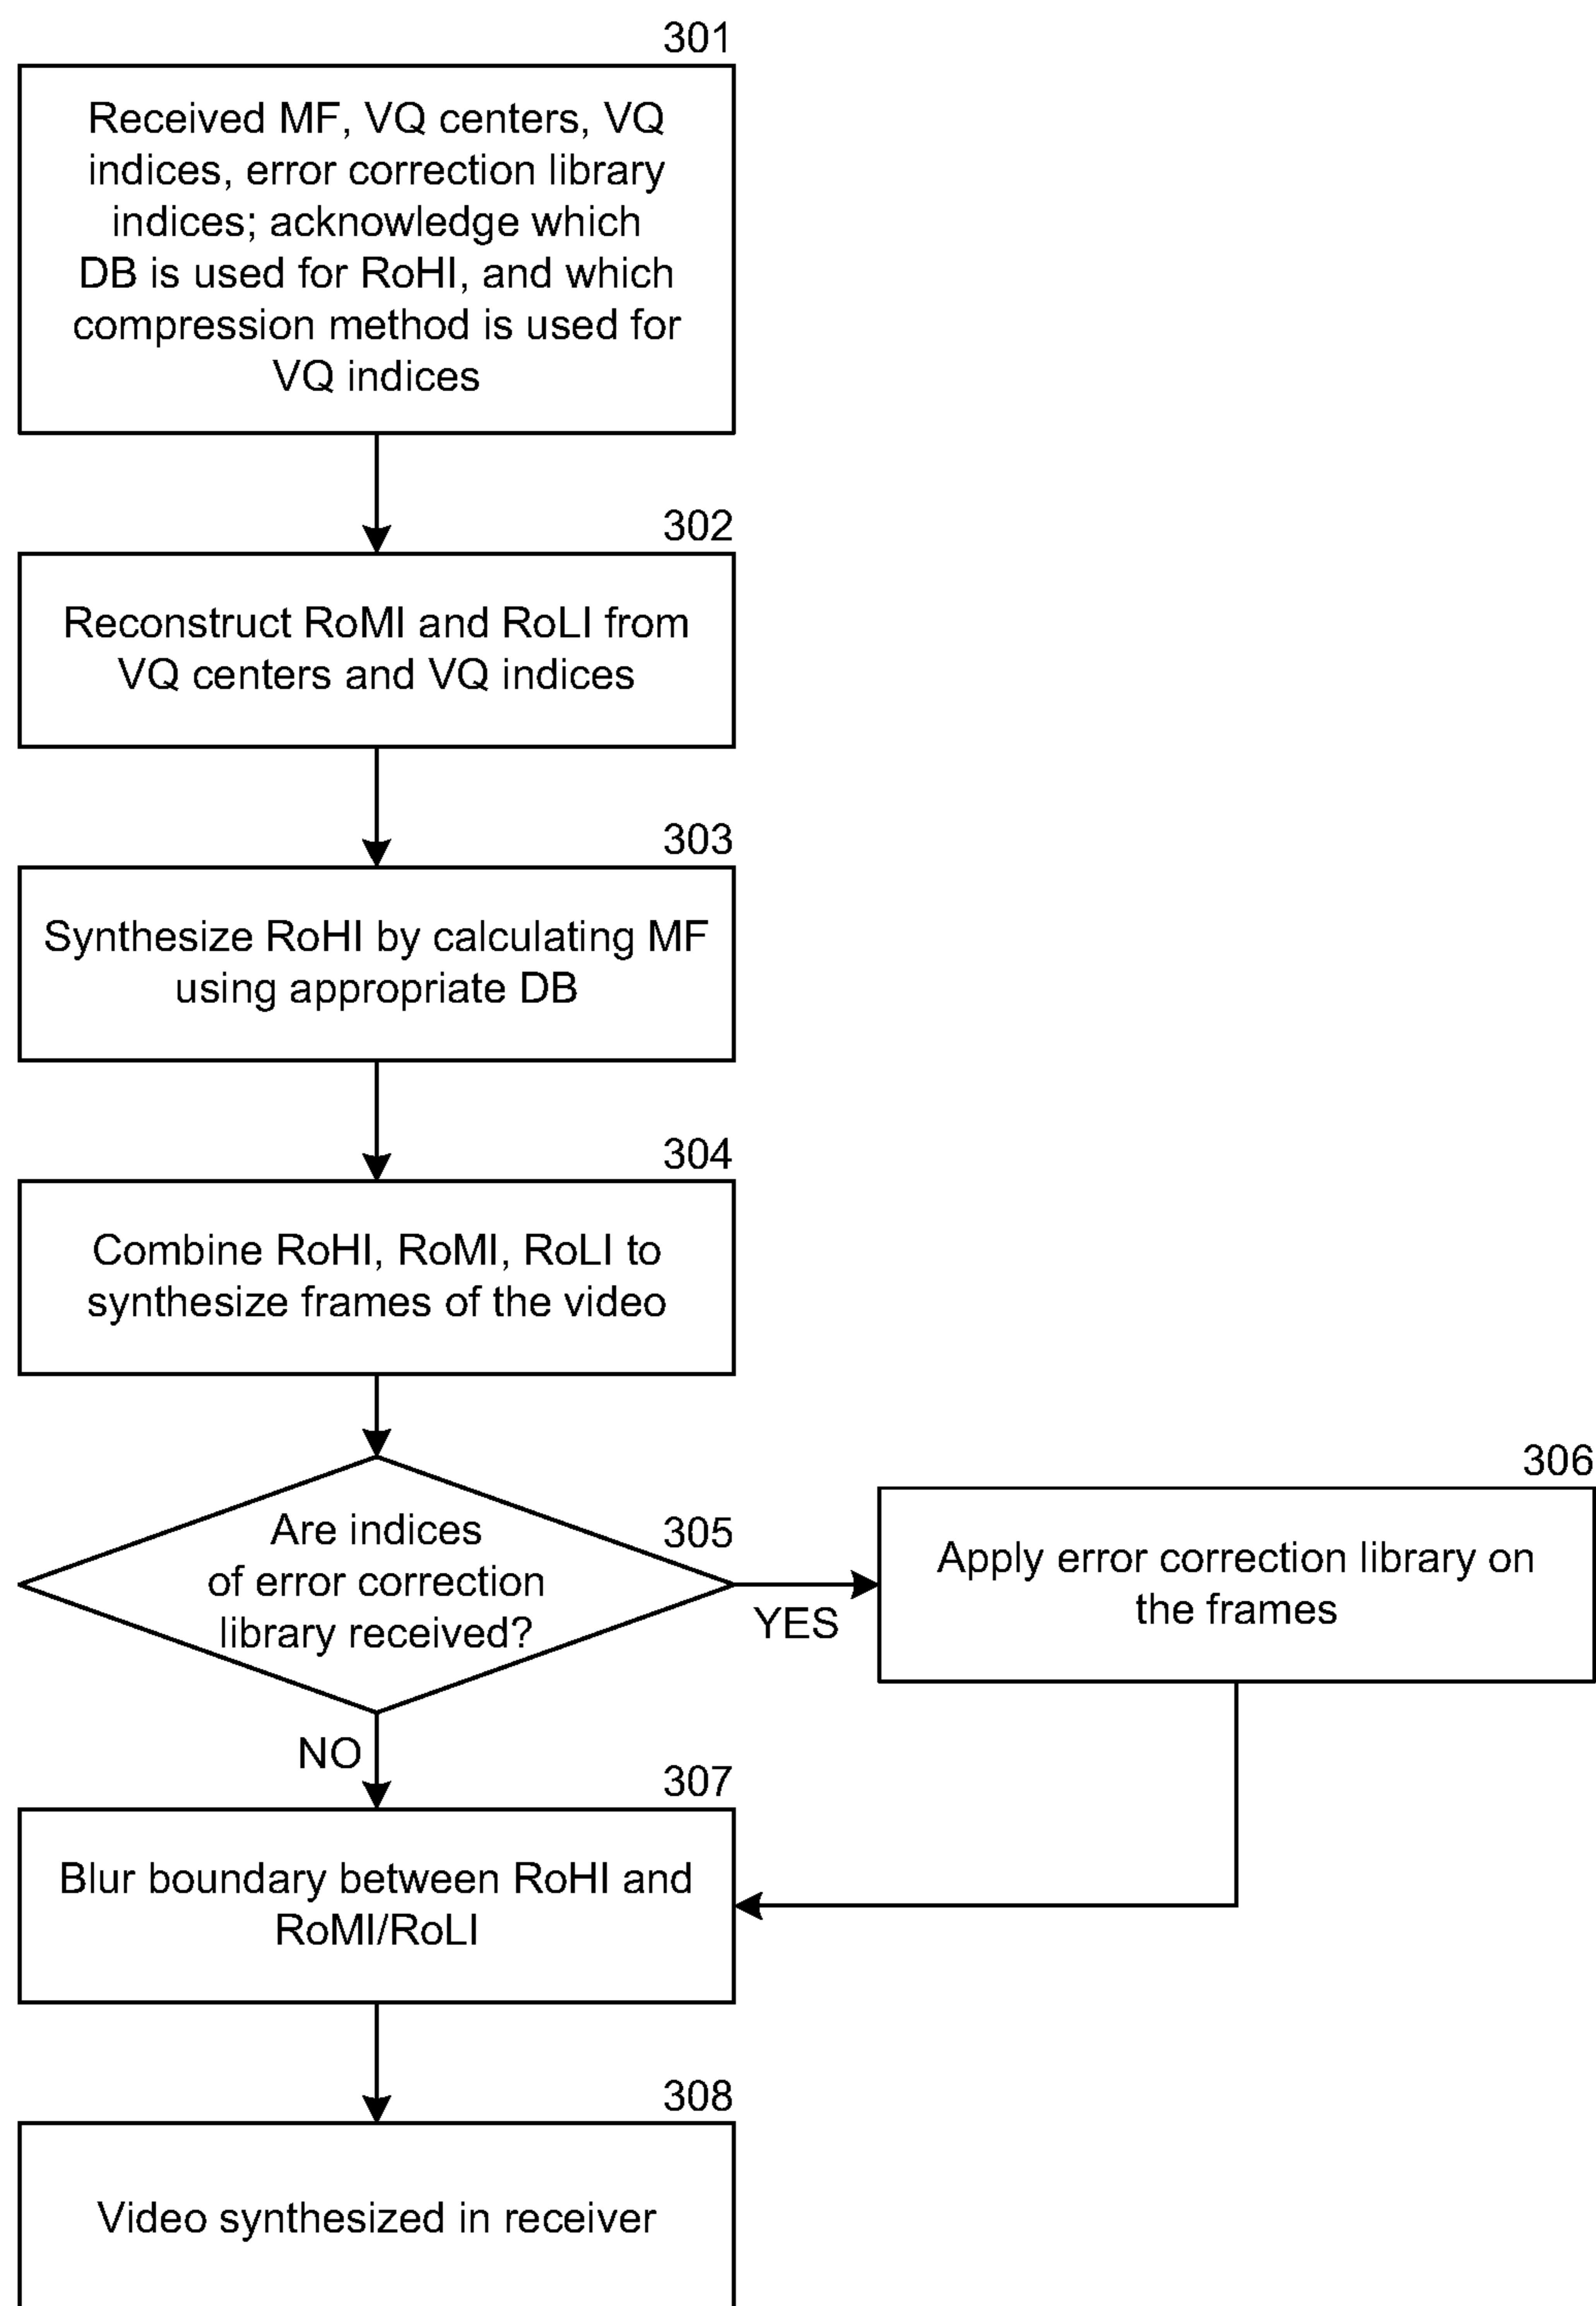 301
Received MF, VQ centers, VQ
indices, error correction library
indices; acknowledge which
DB is used for RoHI, and which
compression method is used for
VQ indices
302
Reconstruct RoMI and RoLI from
VQ centers and VQ indices
303
Synthesize RoHI by calculating MF
using appropriate DB
304
Combine RoHI, RoMI, RoLI to
synthesize frames of the video
305
Are indices
of error correction
library received?
YES
306
Apply error correction library on
the frames
NO
307
Blur boundary between RoHI and
RoMI/RoLI
308
Video synthesized in receiver